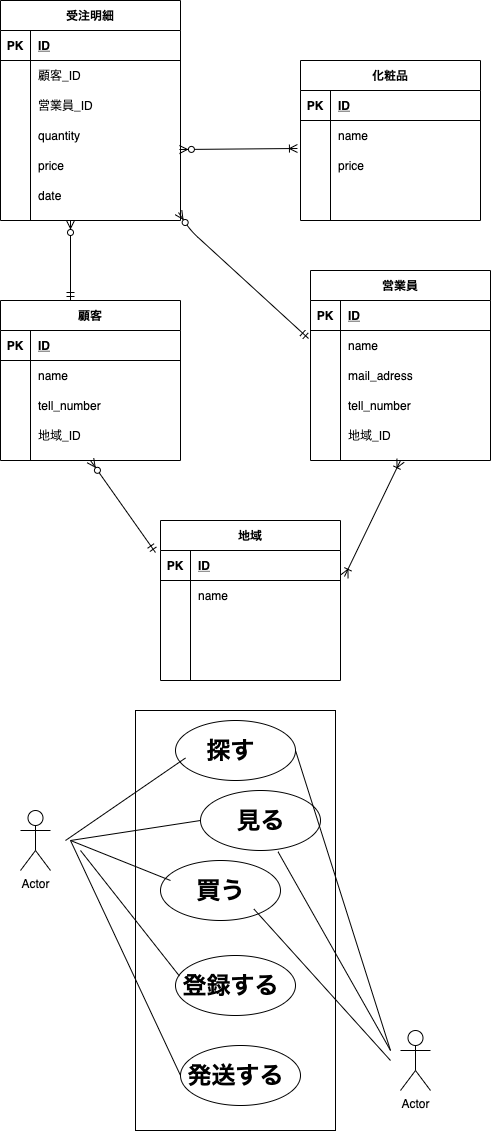 受注明細
PK ID
顧客_ID
営業員_ID
quantity
price
date
化粧品
PK ID
name
price
顧客
PK ID
name
tell_number
地域_ID
営業員
PK ID
name
mail_adress
tell_number
地域_ID
地域
PK ID
name
探す
見る
買う
登録する
発送する
Actor
Actor